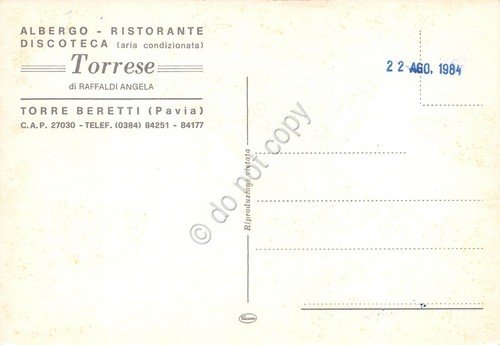 ALBERGO - RISTORANTE
DISCOTECA (aria condizionata)
Torrese
di RAFFALDI ANGELA
TORRE BERETTI (Pavia)
C.A.P. 27030 - TELEF. (0384) 84251 - 84177
22 AGO. 1984
Riproduzione vietata
© do not copy